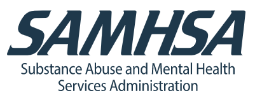 SAMHSA
Substance Abuse and Mental Health
Services Administration